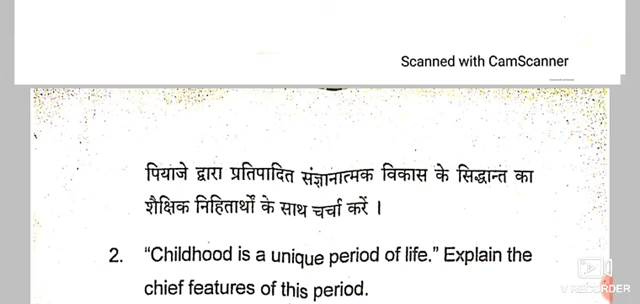 Scanned with CamScanner
पियाजे द्वारा प्रतिपादित संज्ञानात्मक विकास के सिद्धान्त का
शैक्षिक निहितार्थों के साथ चर्चा करें ।
2. “Childhood is a unique period of life.” Explain the
chief features of this period.
V RECORDER